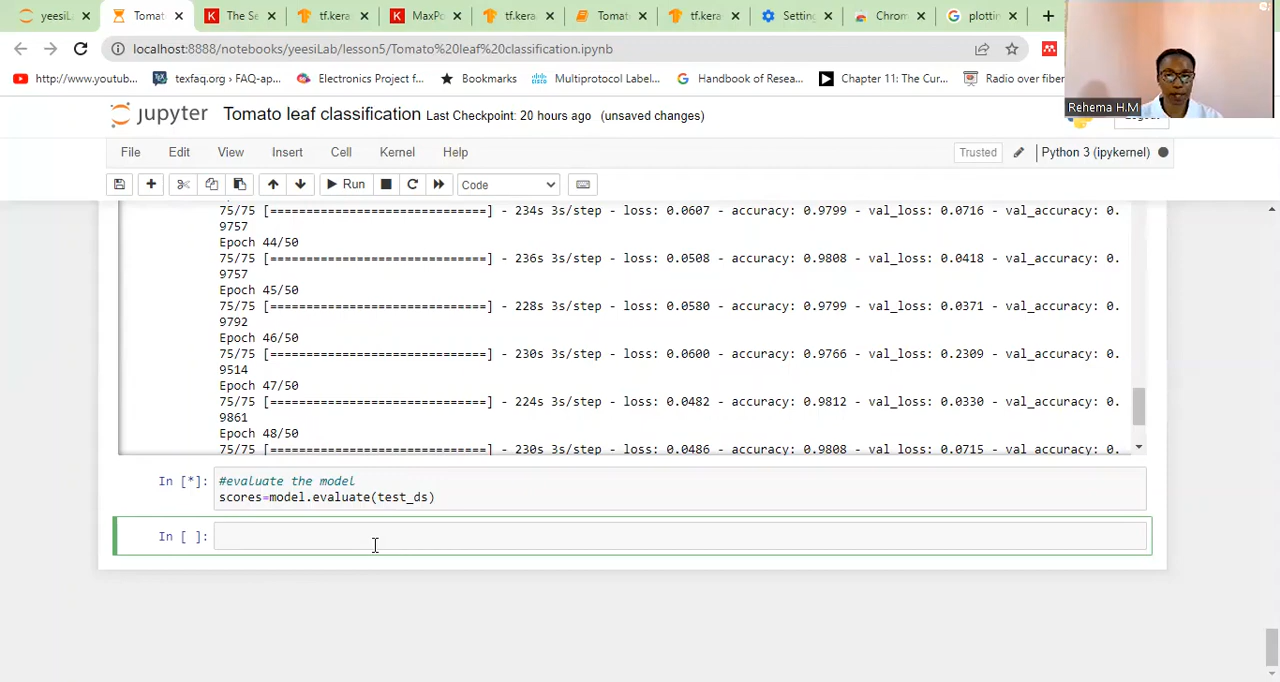 yeesiL
Tomat
The Se
tf.kera
MaxPo
tf.kera
Tomat
tf.kera
Setting
Chrom
plottin
localhost:8888/notebooks/yeesiLab/lesson5/Tomato%20leaf%20classification.ipynb
http://www.youtub...
texfaq.org › FAQ-ap...
Electronics Project f...
Bookmarks
Multiprotocol Label...
Handbook of Resea...
Chapter 11: The Cur...
Radio over fiber
Rehema H.M
jupyter Tomato leaf classification Last Checkpoint: 20 hours ago (unsaved changes)
File Edit View Insert Cell Kernel Help Trusted Python 3 (ipykernel)
Run Code
75/75 [==============================] - 234s 3s/step - loss: 0.0607 - accuracy: 0.9799 - val_loss: 0.0716 - val_accuracy: 0.
9757
Epoch 44/50
75/75 [==============================] - 236s 3s/step - loss: 0.0508 - accuracy: 0.9808 - val_loss: 0.0418 - val_accuracy: 0.
9757
Epoch 45/50
75/75 [==============================] - 228s 3s/step - loss: 0.0580 - accuracy: 0.9799 - val_loss: 0.0371 - val_accuracy: 0.
9792
Epoch 46/50
75/75 [==============================] - 230s 3s/step - loss: 0.0600 - accuracy: 0.9766 - val_loss: 0.2309 - val_accuracy: 0.
9514
Epoch 47/50
75/75 [==============================] - 224s 3s/step - loss: 0.0482 - accuracy: 0.9812 - val_loss: 0.0330 - val_accuracy: 0.
9861
Epoch 48/50
75/75 [==============================] - 230s 3s/step - loss: 0.0486 - accuracy: 0.9808 - val_loss: 0.0715 - val_accuracy: 0.
In [*]: #evaluate the model
scores=model.evaluate(test_ds)
In [ ]: